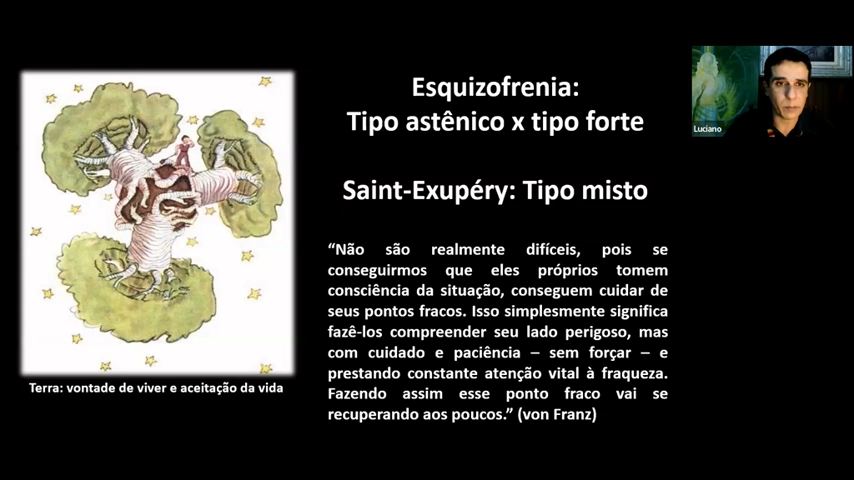 Esquizofrenia:
Tipo astênico x tipo forte
Saint-Exupéry: Tipo misto
“Não são realmente difíceis, pois se
conseguirmos que eles próprios tomem
consciência da situação, conseguem cuidar de
seus pontos fracos. Isso simplesmente significa
fazê-los compreender seu lado perigoso, mas
com cuidado e paciência – sem forçar – e
prestando constante atenção vital à fraqueza.
Fazendo assim esse ponto fraco vai se
recuperando aos poucos.” (von Franz)
Terra: vontade de viver e aceitação da vida
Luciano